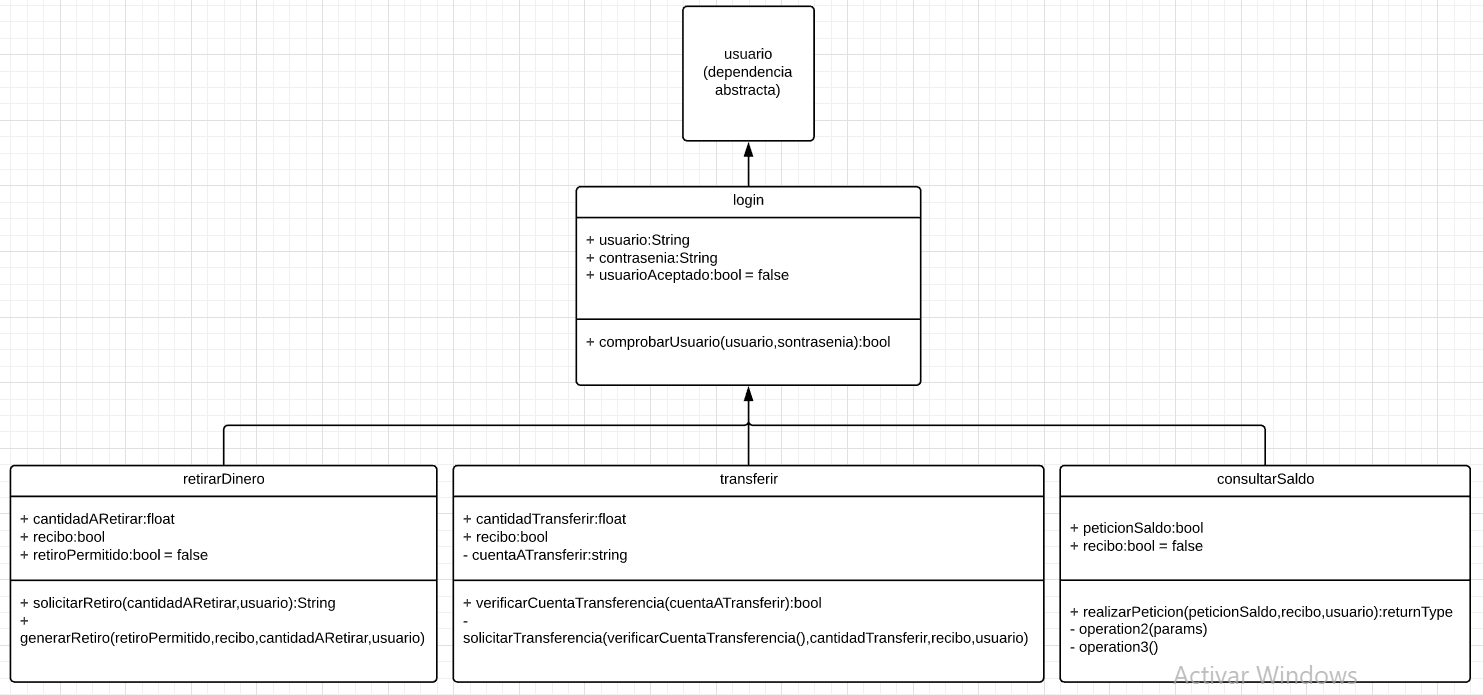 usuario
(dependencia
abstracta)
login
+ usuario:String
+ contrasenia:String
+ usuarioAceptado:bool = false
+ comprobarUsuario(usuario,sontrasenia):bool
retirarDinero
+ cantidadARetirar:float
+ recibo:bool
+ retiroPermitido:bool = false
+ solicitarRetiro(cantidadARetirar,usuario):String
+
generarRetiro(retiroPermitido,recibo,cantidadARetirar,usuario)
transferir
+ cantidadTransferir:float
+ recibo:bool
- cuentaATransferir:string
+ verificarCuentaTransferencia(cuentaATransferir):bool
-
solicitarTransferencia(verificarCuentaTransferencia(),cantidadTransferir,recibo,usuario)
consultarSaldo
+ peticionSaldo:bool
+ recibo:bool = false
+ realizarPeticion(peticionSaldo,recibo,usuario):returnType
- operation2(params)
- operation3()
Activar Windows